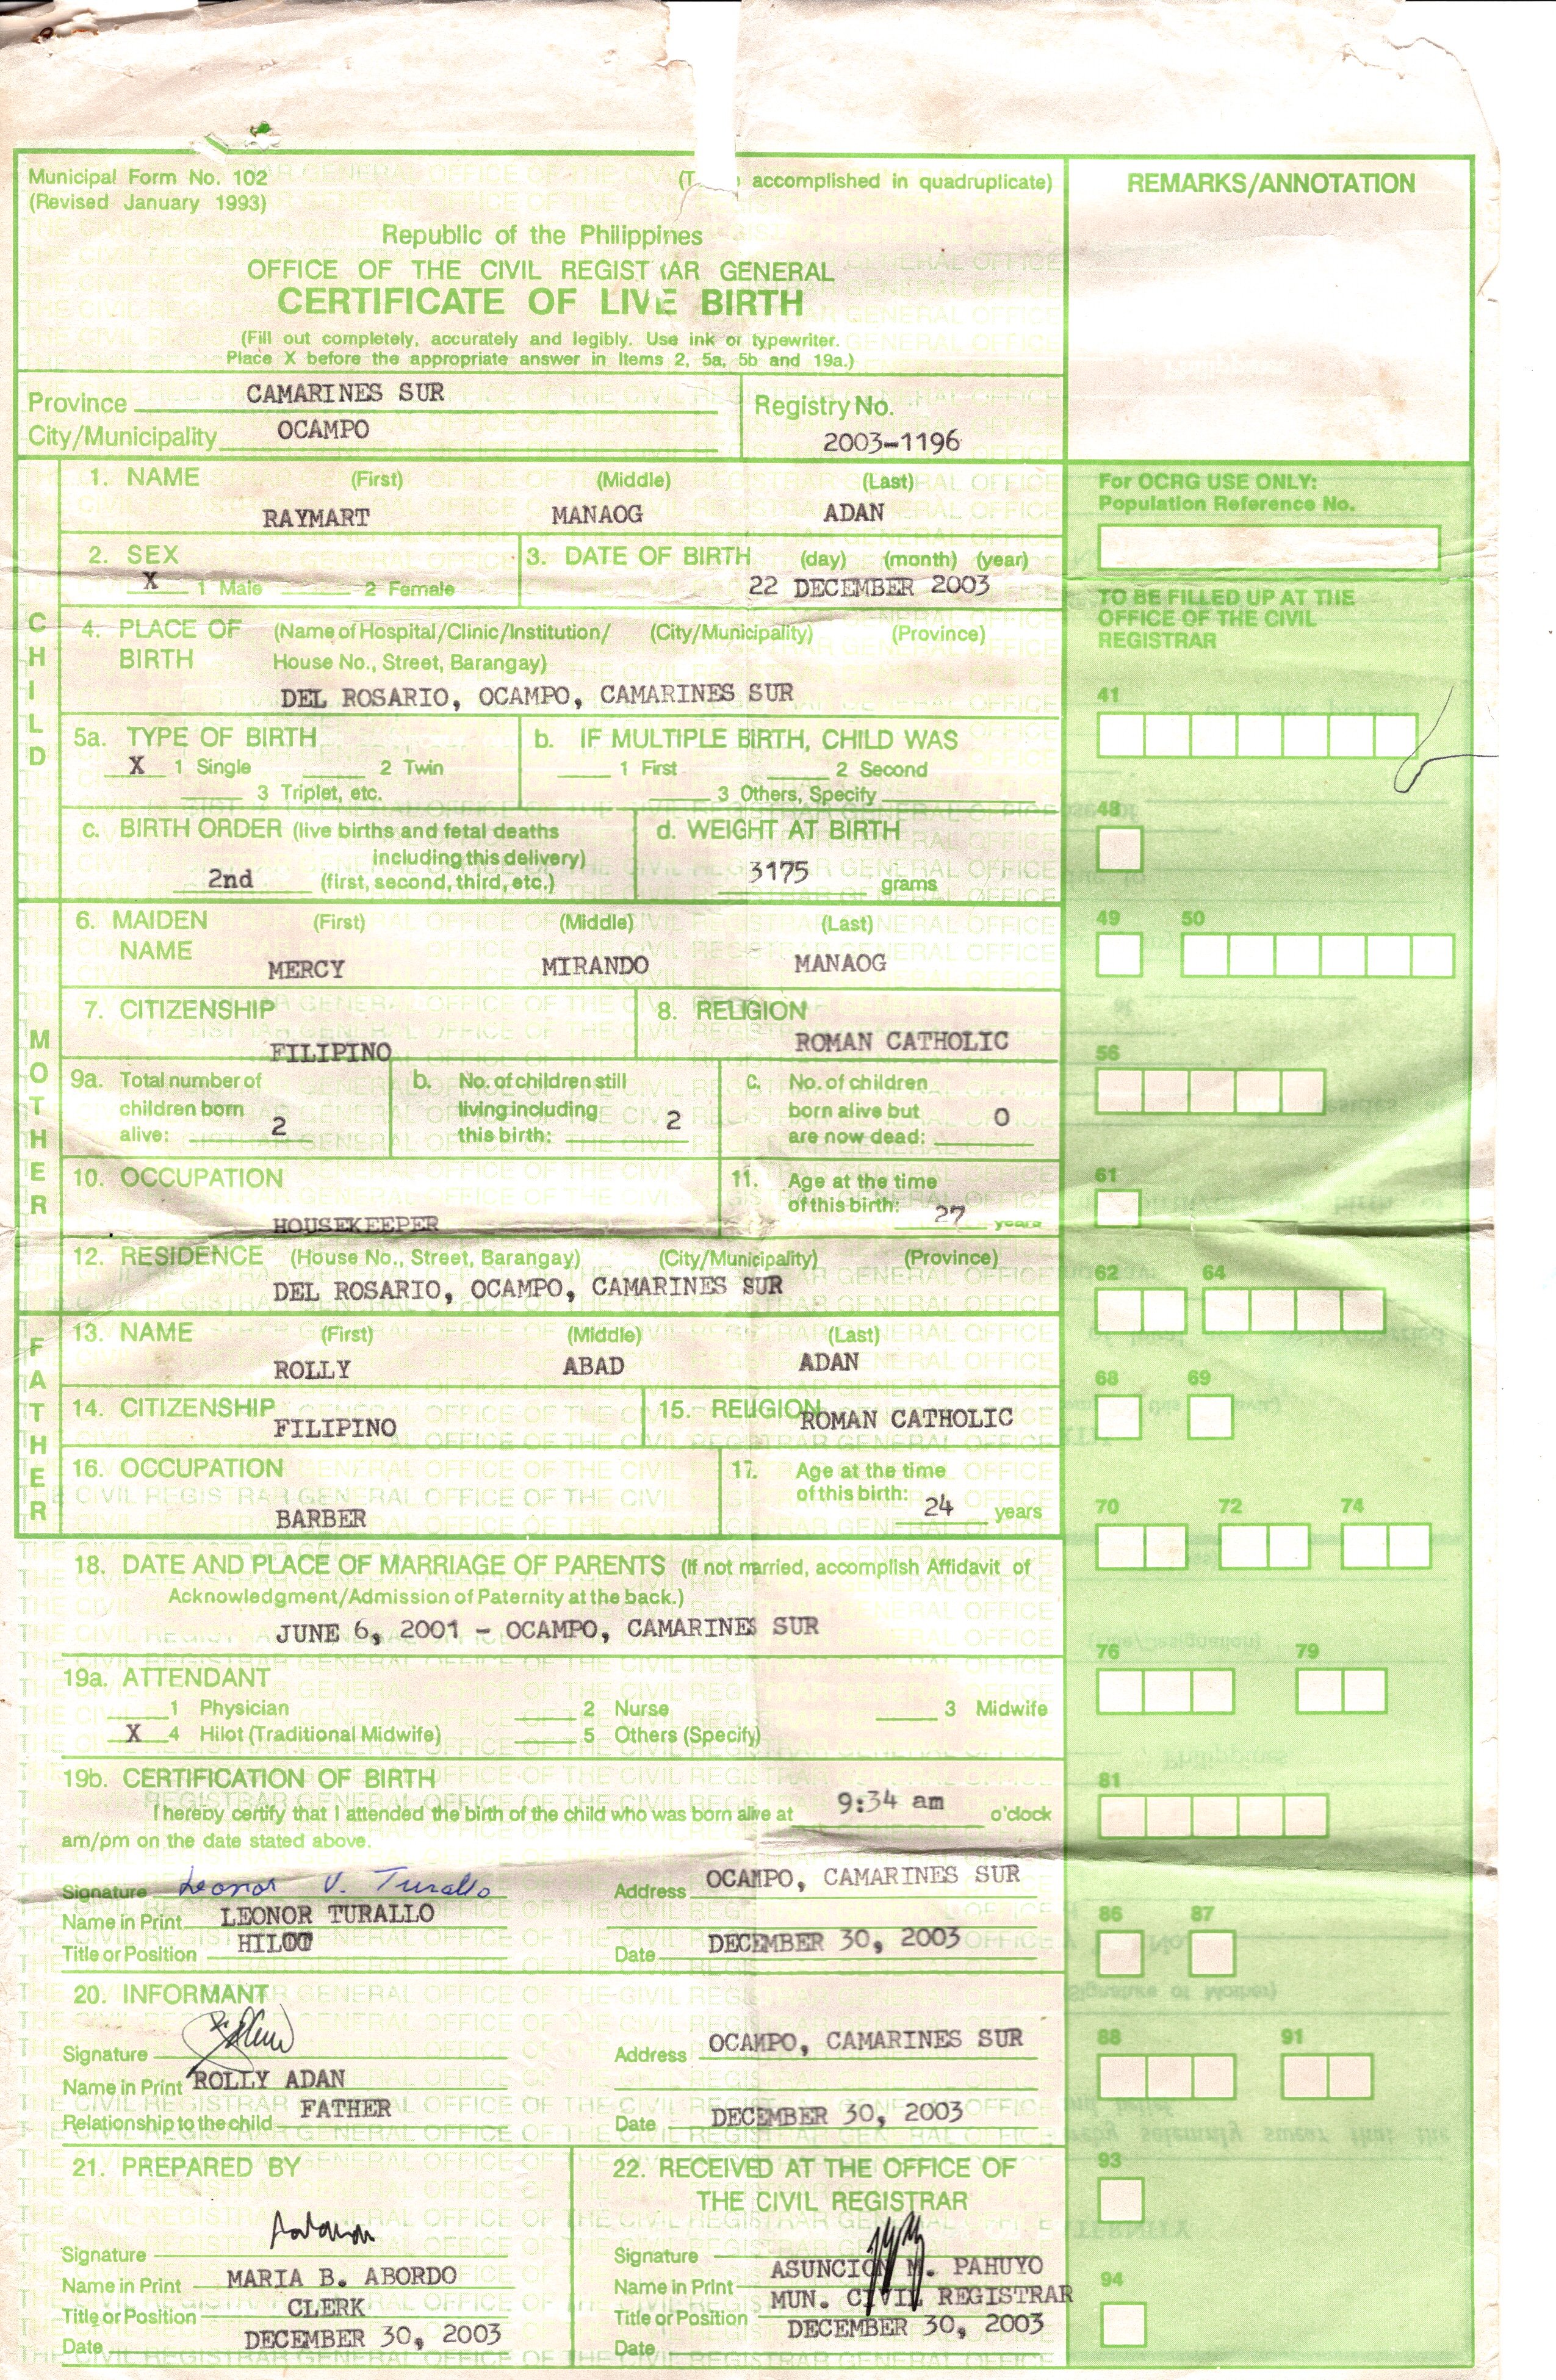 Municipal Form No. 102
(Revised January 1993)
accomplished in quadruplicate)
Republic of the Philippines
OFFICE OF THE CIVIL REGISTRAR GENERAL
CERTIFICATE OF LIVE BIRTH
(Fill out completely, accurately and legibly. Use ink or typewriter.
Place X before the appropriate answer in Items 2, 5a, 5b and 19a.)
REMARKS/ANNOTATION
Province CAMARINES SUR
City/Municipality OCAMPO
Registry No.
2003-1196
CHILD
1. NAME (First) (Middle) (Last)
RAYMART MANAOG ADAN
2. SEX
X 1 Male 2 Female
3. DATE OF BIRTH (day) (month) (year)
22 DECEMBER 2003
4. PLACE OF BIRTH (Name of Hospital/Clinic/Institution/ (City/Municipality) (Province)
House No., Street, Barangay)
DEL ROSARIO, OCAMPO, CAMARINES SUR
5a. TYPE OF BIRTH
X 1 Single 2 Twin
3 Triplet, etc.
b. IF MULTIPLE BIRTH, CHILD WAS
1 First 2 Second
3 Others, Specify
c. BIRTH ORDER (live births and fetal deaths
including this delivery)
2nd (first, second, third, etc.)
d. WEIGHT AT BIRTH
3175 grams
MOTHER
6. MAIDEN NAME (First) (Middle) (Last)
MERCY MIRANDO MANAOG
7. CITIZENSHIP
FILIPINO
8. RELIGION
ROMAN CATHOLIC
9a. Total number of
children born
alive: 2
b. No. of children still
living including
this birth: 2
c. No. of children
born alive but
are now dead: 0
10. OCCUPATION
HOUSEKEEPER
11. Age at the time
of this birth: 27 years
12. RESIDENCE (House No., Street, Barangay) (City/Municipality) (Province)
DEL ROSARIO, OCAMPO, CAMARINES SUR
FATHER
13. NAME (First) (Middle) (Last)
ROLLY ABAD ADAN
14. CITIZENSHIP
FILIPINO
15. RELIGION
ROMAN CATHOLIC
16. OCCUPATION
BARBER
17. Age at the time
of this birth: 24 years
18. DATE AND PLACE OF MARRIAGE OF PARENTS (If not married, accomplish Affidavit of
Acknowledgment/Admission of Paternity at the back.)
JUNE 6, 2001 - OCAMPO, CAMARINES SUR
19a. ATTENDANT
1 Physician 2 Nurse 3 Midwife
X 4 Hilot (Traditional Midwife) 5 Others (Specify)
19b. CERTIFICATION OF BIRTH
I hereby certify that I attended the birth of the child who was born alive at 9:34 am o'clock
am/pm on the date stated above.
Signature Leonor V. Turallo
Name in Print LEONOR TURALLO
Title or Position HILOT
Address OCAMPO, CAMARINES SUR
Date DECEMBER 30, 2003
20. INFORMANT
Signature
Name in Print ROLLY ADAN
Relationship to the child FATHER
Address OCAMPO, CAMARINES SUR
Date DECEMBER 30, 2003
21. PREPARED BY
Signature
Name in Print MARIA B. ABORDO
Title or Position CLERK
Date DECEMBER 30, 2003
22. RECEIVED AT THE OFFICE OF
THE CIVIL REGISTRAR
Signature
Name in Print ASUNCION M. PAHUYO
Title or Position MUN. CIVIL REGISTRAR
Date DECEMBER 30, 2003
For OCRG USE ONLY:
Population Reference No.
TO BE FILLED UP AT THE
OFFICE OF THE CIVIL
REGISTRAR
41
48
49 50
56
61
62 64
68 69
70 72 74
76 79
81
86 87
88 91
93
94